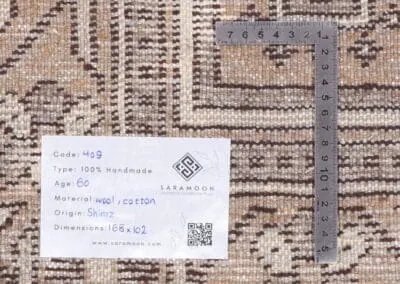 7 6 5 4 3 2 1
1 2 3 4 5 6 7 8 9 10 1 2 3 4 5
Code: 409
Type: 100% Handmade
Age: 60
Material: wool, cotton
Origin: Shiraz
Dimensions: 168 x 102
SARAMOON
www.saramoon.com